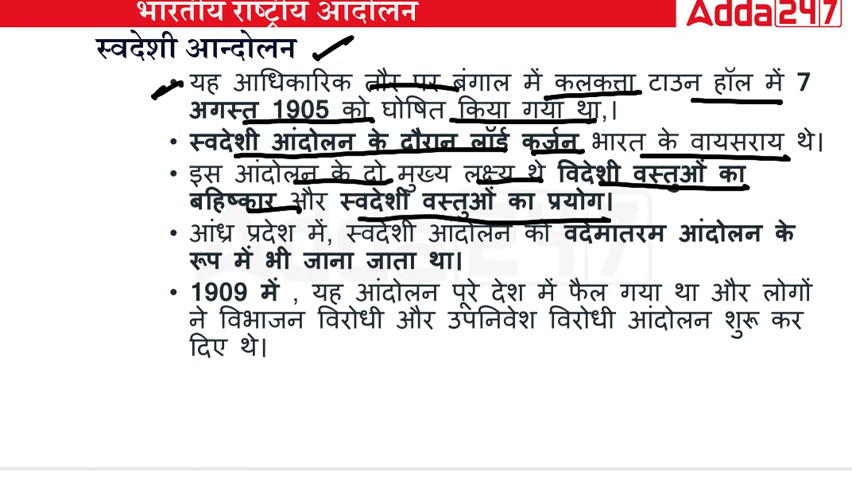 भारतीय राष्ट्रीय आंदोलन
Adda247
स्वदेशी आन्दोलन
• यह आधिकारिक तौर पर बंगाल में कलकत्ता टाउन हॉल में 7
अगस्त 1905 को घोषित किया गया था,।
• स्वदेशी आंदोलन के दौरान लॉर्ड कर्जन भारत के वायसराय थे।
• इस आंदोलन के दो मुख्य लक्ष्य थे विदेशी वस्तुओं का
बहिष्कार और स्वदेशी वस्तुओं का प्रयोग।
• आंध्र प्रदेश में, स्वदेशी आंदोलन को वंदेमातरम आंदोलन के
रूप में भी जाना जाता था।
• 1909 में , यह आंदोलन पूरे देश में फैल गया था और लोगों
ने विभाजन विरोधी और उपनिवेश विरोधी आंदोलन शुरू कर
दिए थे।